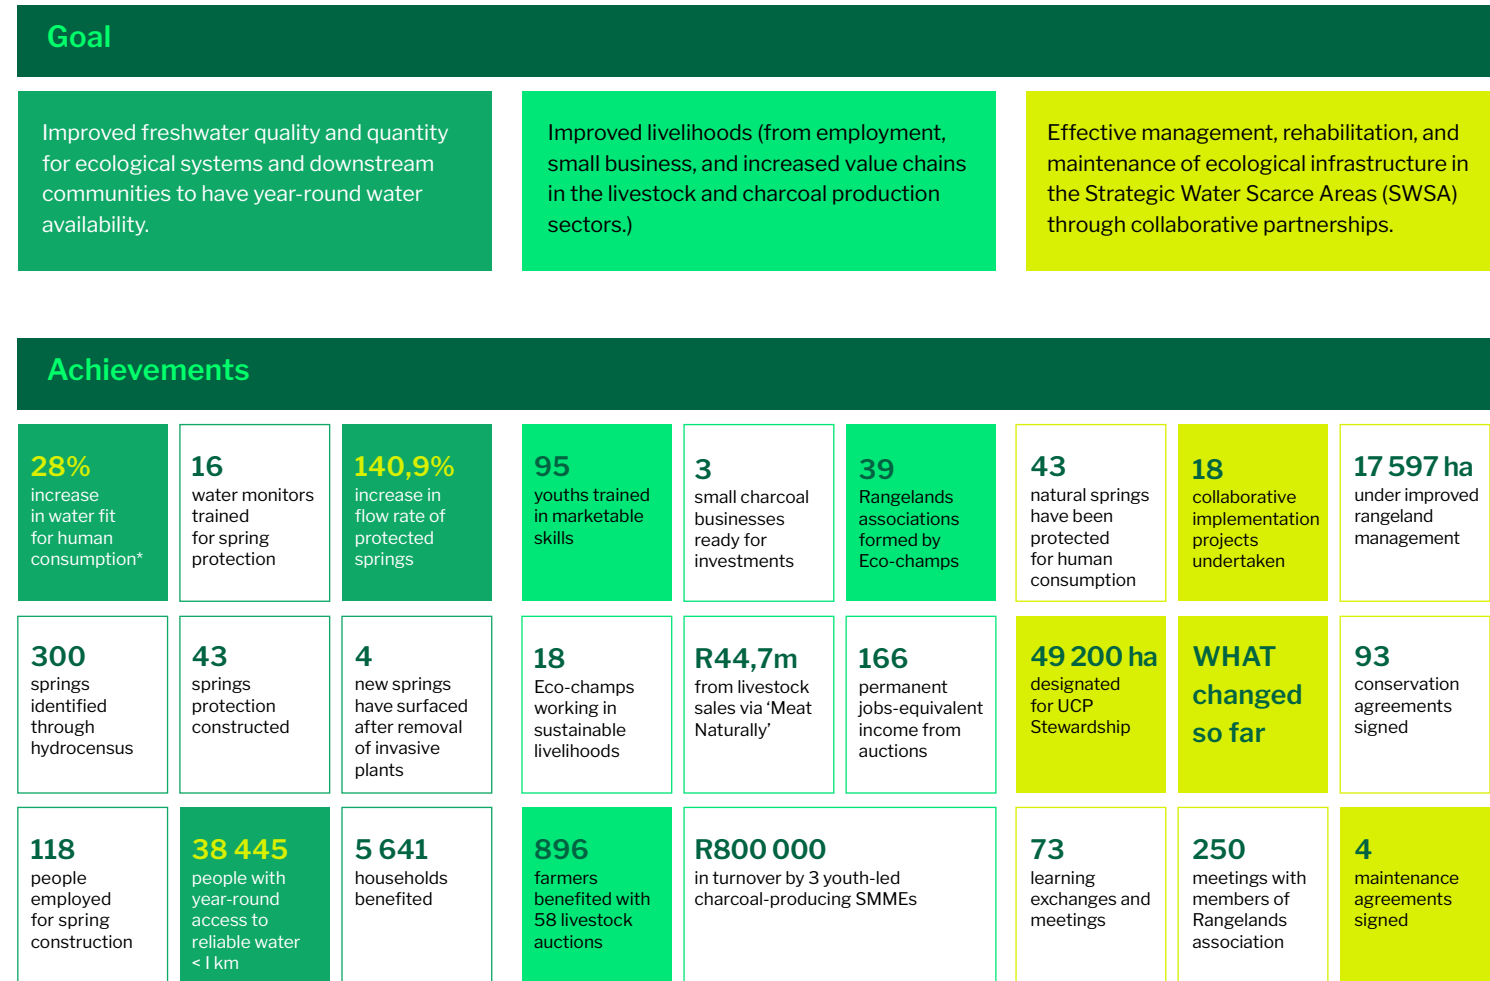 Goal
Improved freshwater quality and quantity
for ecological systems and downstream
communities to have year-round water
availability.
Improved livelihoods (from employment,
small business, and increased value chains
in the livestock and charcoal production
sectors.)
Effective management, rehabilitation, and
maintenance of ecological infrastructure in
the Strategic Water Scarce Areas (SWSA)
through collaborative partnerships.
Achievements
28%
increase
in water fit
for human
consumption*
16
water monitors
trained
for spring
protection
140,9%
increase in
flow rate of
protected
springs
95
youths trained
in marketable
skills
3
small charcoal
businesses
ready for
investments
39
Rangelands
associations
formed by
Eco-champs
43
natural springs
have been
protected
for human
consumption
18
collaborative
implementation
projects
undertaken
17 597 ha
under improved
rangeland
management
300
springs
identified
through
hydrocensus
43
springs
protection
constructed
4
new springs
have surfaced
after removal
of invasive
plants
18
Eco-champs
working in
sustainable
livelihoods
R44,7m
from livestock
sales via ‘Meat
Naturally’
166
permanent
jobs-equivalent
income from
auctions
49 200 ha
designated
for UCP
Stewardship
WHAT
changed
so far
93
conservation
agreements
signed
118
people
employed
for spring
construction
38 445
people with
year-round
access to
reliable water
< l km
5 641
households
benefited
896
farmers
benefited with
58 livestock
auctions
R800 000
in turnover by 3 youth-led
charcoal-producing SMMEs
73
learning
exchanges and
meetings
250
meetings with
members of
Rangelands
association
4
maintenance
agreements
signed